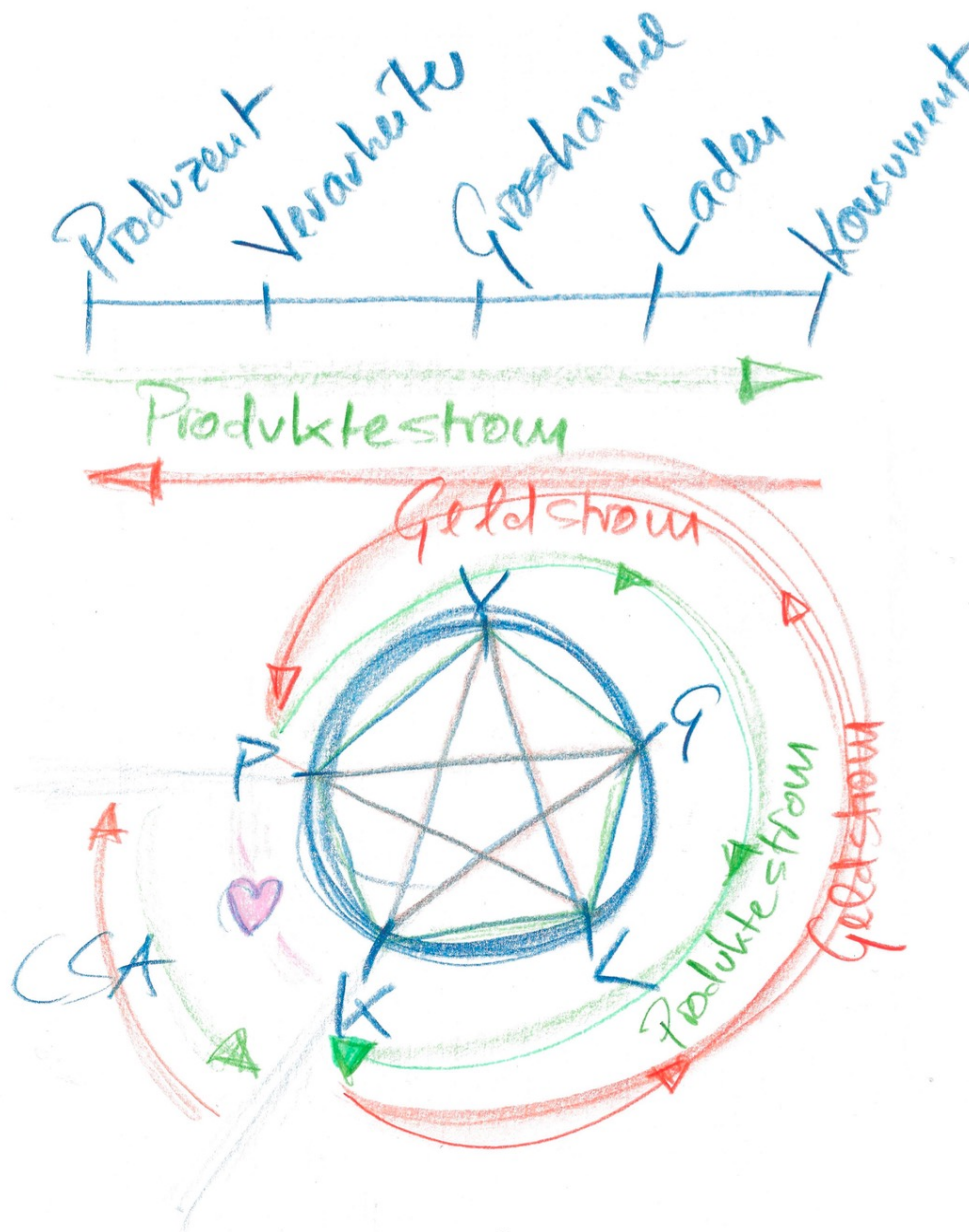 Produzent
Verarbeiter
Grosshandel
Laden
Konsument
Produktestrom
Geldstrom
V
G
P
L
K
Produktestrom
Geldstrom
CSA